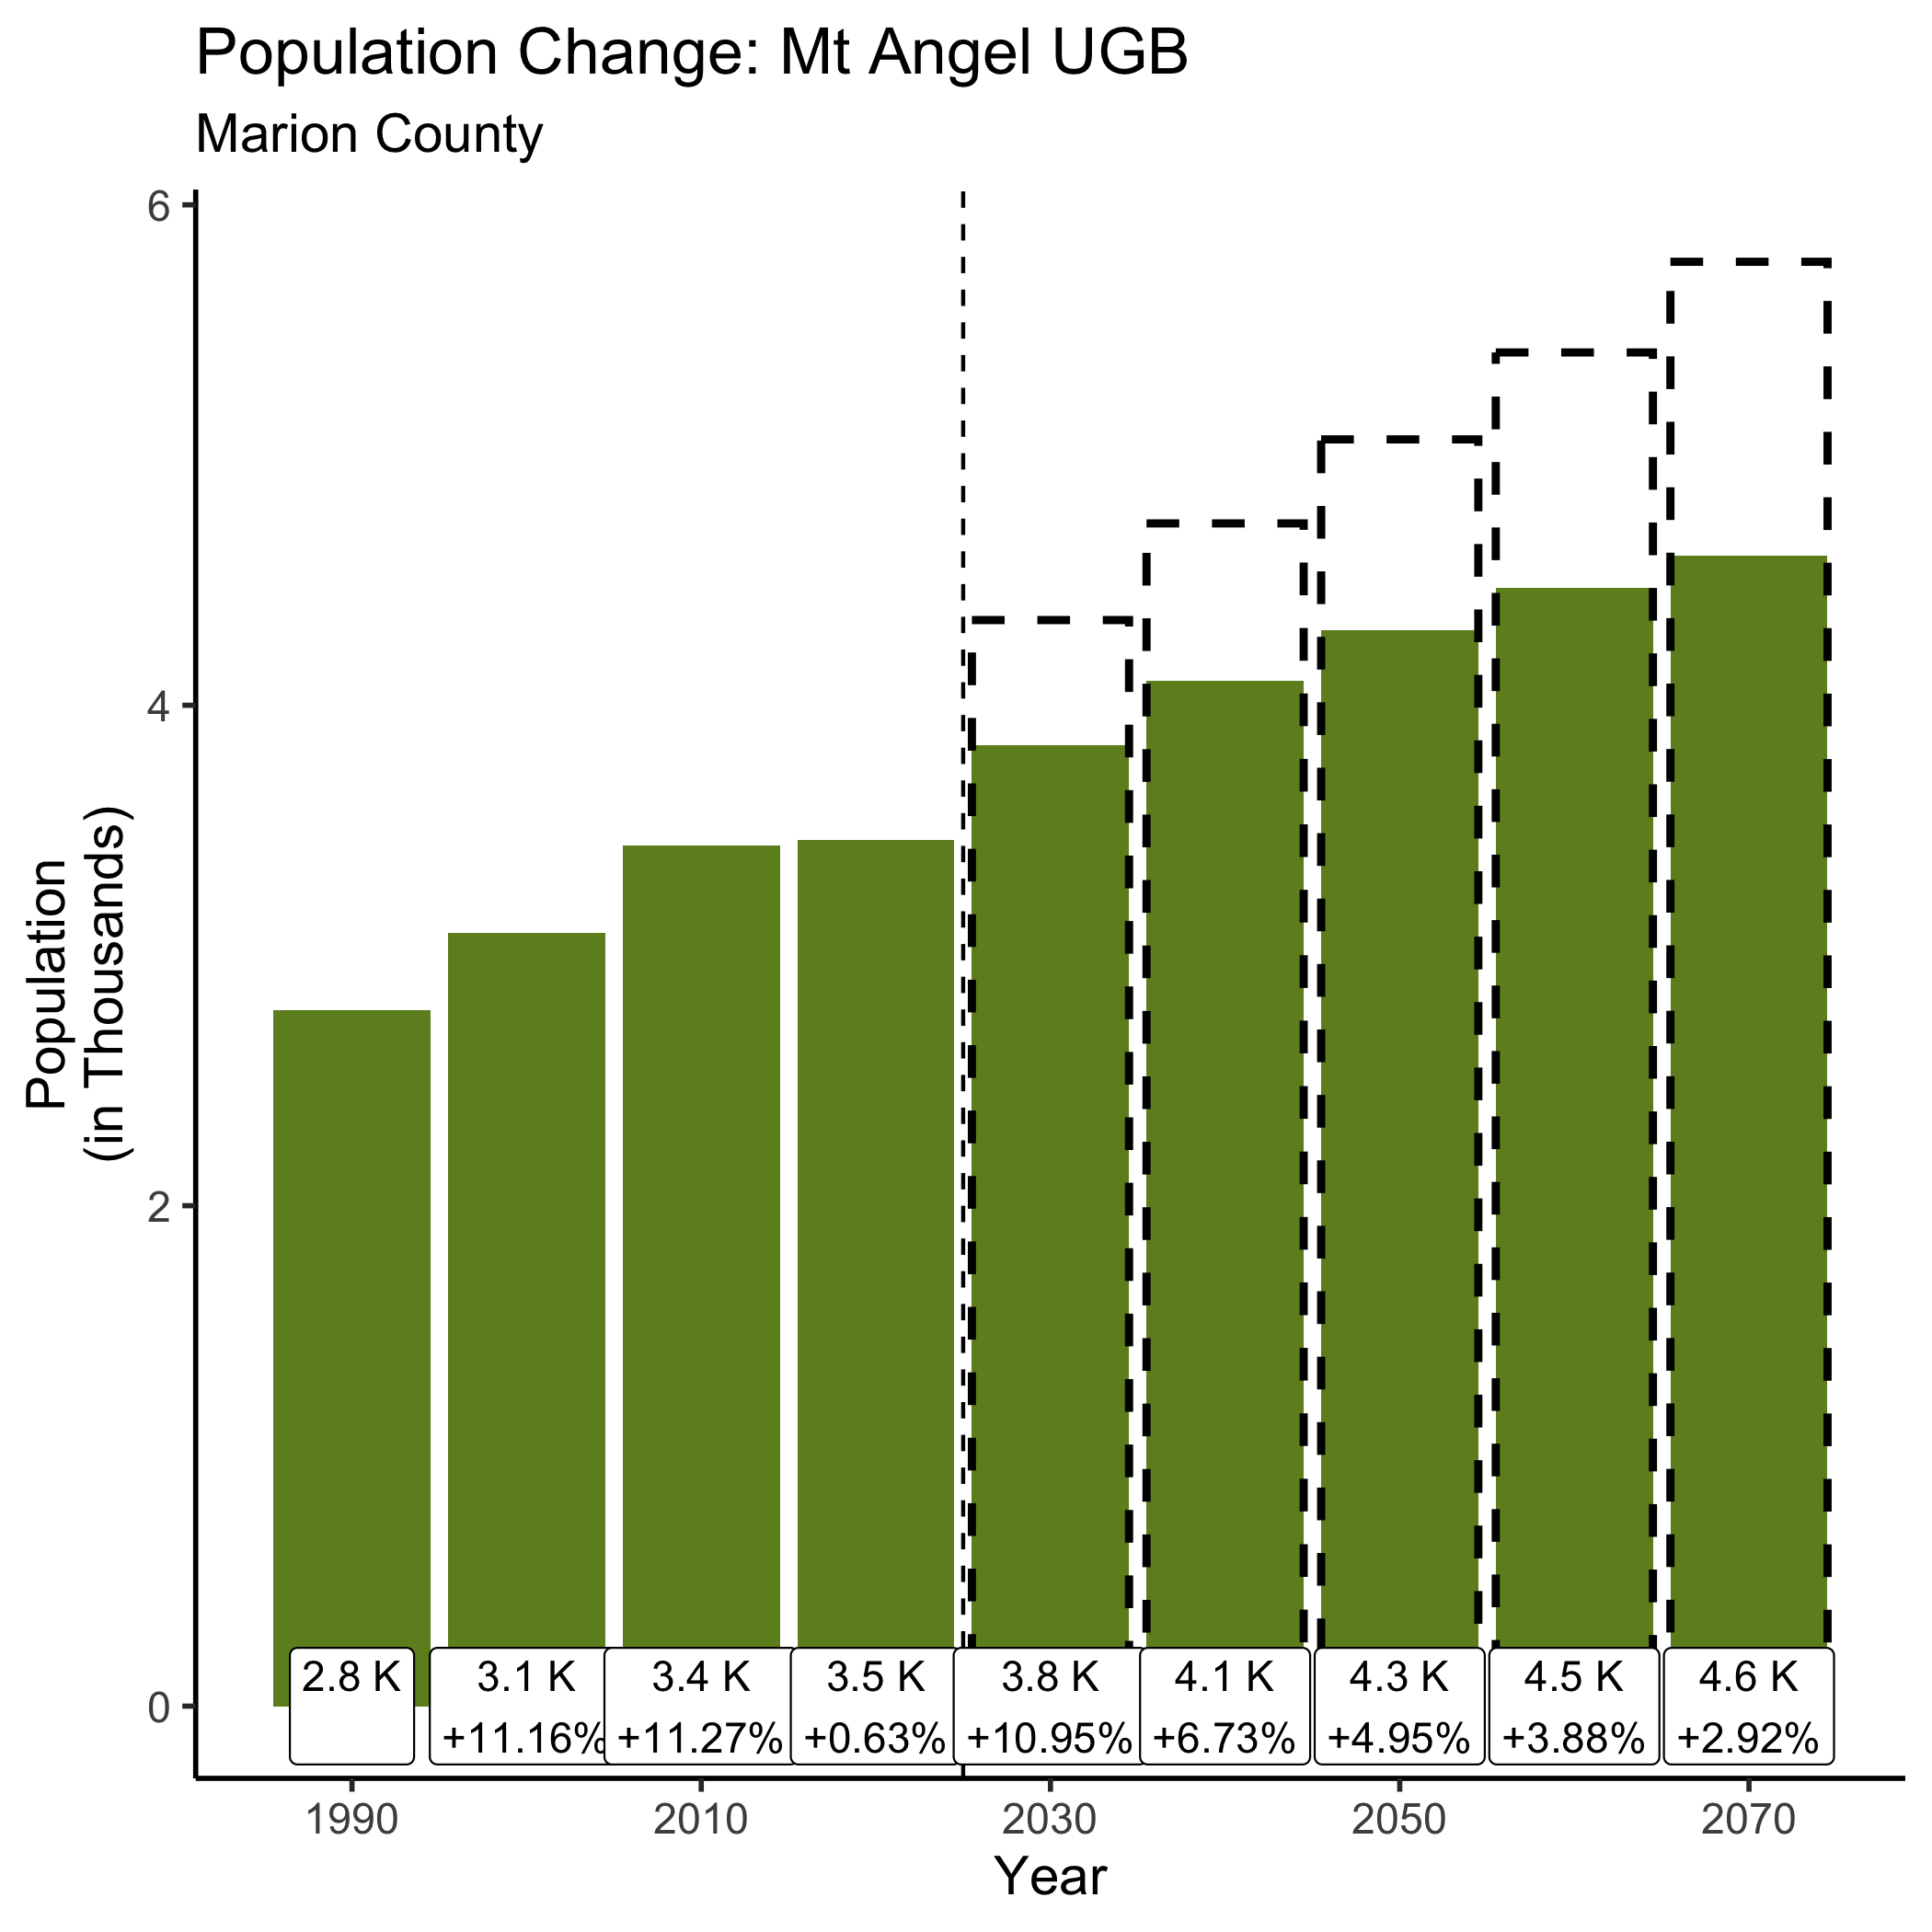 Population Change: Mt Angel UGB
Marion County
Population
(in Thousands)
6
4
2
0
2.8 K
3.1 K
+11.16%
3.4 K
+11.27%
3.5 K
+0.63%
3.8 K
+10.95%
4.1 K
+6.73%
4.3 K
+4.95%
4.5 K
+3.88%
4.6 K
+2.92%
1990
2010
2030
2050
2070
Year